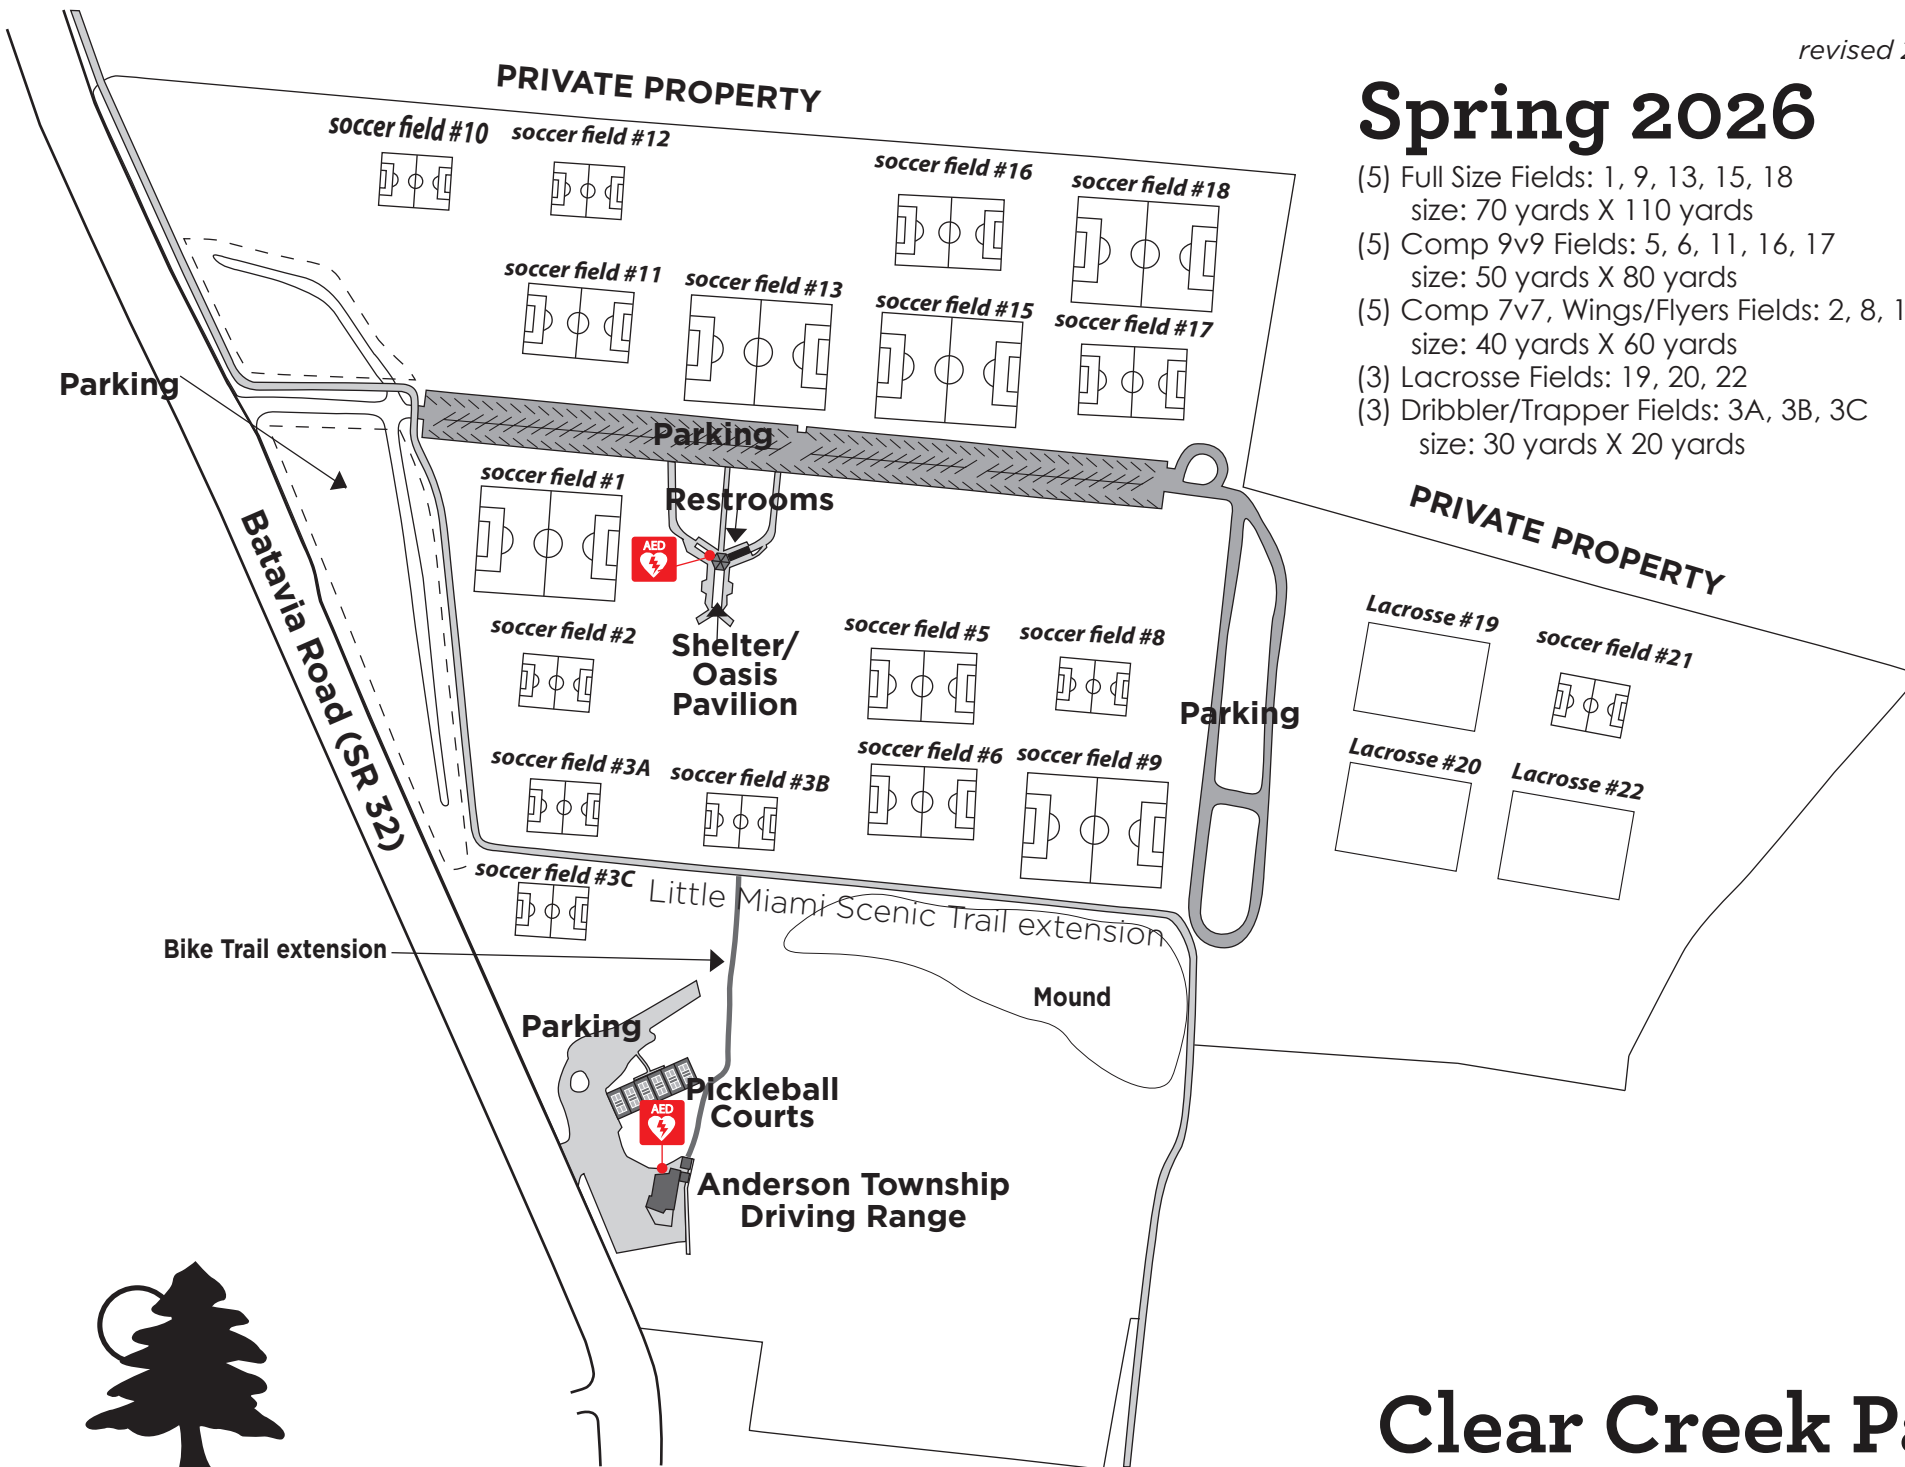 revised
Spring 2026
(5) Full Size Fields: 1, 9, 13, 15, 18
size: 70 yards X 110 yards
(5) Comp 9v9 Fields: 5, 6, 11, 16, 17
size: 50 yards X 80 yards
(5) Comp 7v7, Wings/Flyers Fields: 2, 8,
size: 40 yards X 60 yards
(3) Lacrosse Fields: 19, 20, 22
(3) Dribbler/Trapper Fields: 3A, 3B, 3C
size: 30 yards X 20 yards
PRIVATE PROPERTY
soccer field #10
soccer field #12
soccer field #16
soccer field #18
soccer field #11
soccer field #13
soccer field #15
soccer field #17
Parking
Parking
soccer field #1
Restrooms
AED
PRIVATE PROPERTY
Batavia Road (SR 32)
soccer field #2
Shelter/
Oasis
Pavilion
soccer field #5
soccer field #8
Parking
Lacrosse #19
soccer field #21
soccer field #3A
soccer field #3B
soccer field #6
soccer field #9
Lacrosse #20
Lacrosse #22
soccer field #3C
Little Miami Scenic Trail extension
Bike Trail extension
Mound
Parking
Pickleball
Courts
AED
Anderson Township
Driving Range
Clear Creek